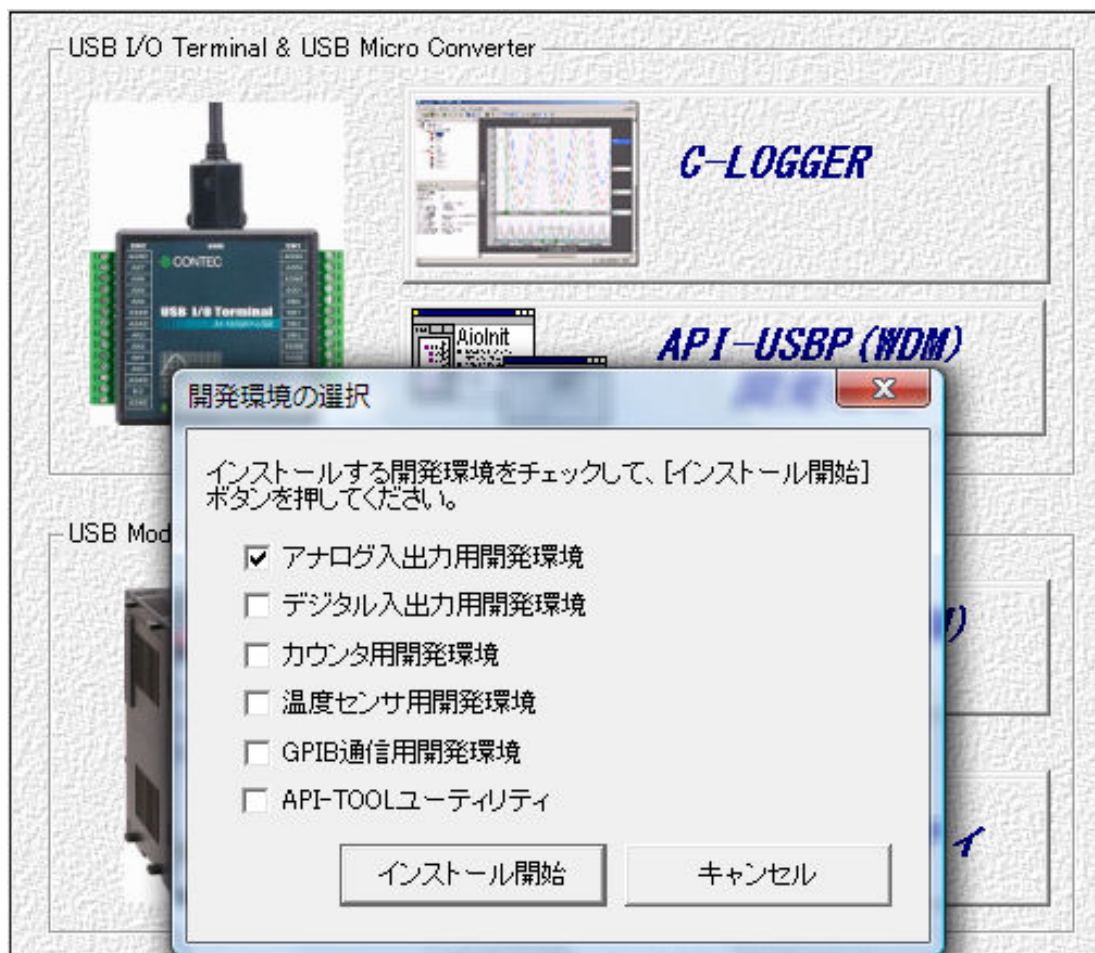 USB I/O Terminal & USB Micro Converter
C-LOGGER
CONTEC
USB I/O Terminal
AioInit
API-USBP(WDM)
開発環境の選択
インストールする開発環境をチェックして、[インストール開始]
ボタンを押してください。
USB Mod
アナログ入出力用開発環境
デジタル入出力用開発環境
カウンタ用開発環境
温度センサ用開発環境
GPIB通信用開発環境
API-TOOLユーティリティ
インストール開始
キャンセル